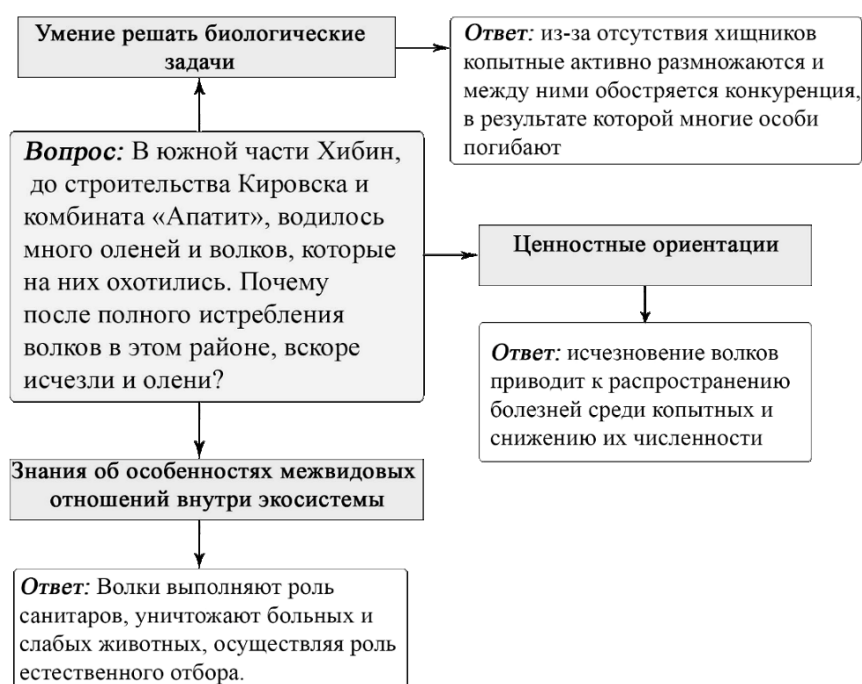 Умение решать биологические
задачи
Ответ: из-за отсутствия хищников
копытные активно размножаются и
между ними обостряется конкуренция,
в результате которой многие особи
погибают
Вопрос: В южной части Хибин,
до строительства Кировска и
комбината «Апатит», водилось
много оленей и волков, которые
на них охотились. Почему
после полного истребления
волков в этом районе, вскоре
исчезли и олени?
Ценностные ориентации
Ответ: исчезновение волков
приводит к распространению
болезней среди копытных и
снижению их численности
Знания об особенностях межвидовых
отношений внутри экосистемы
Ответ: Волки выполняют роль
санитаров, уничтожают больных и
слабых животных, осуществляя роль
естественного отбора.